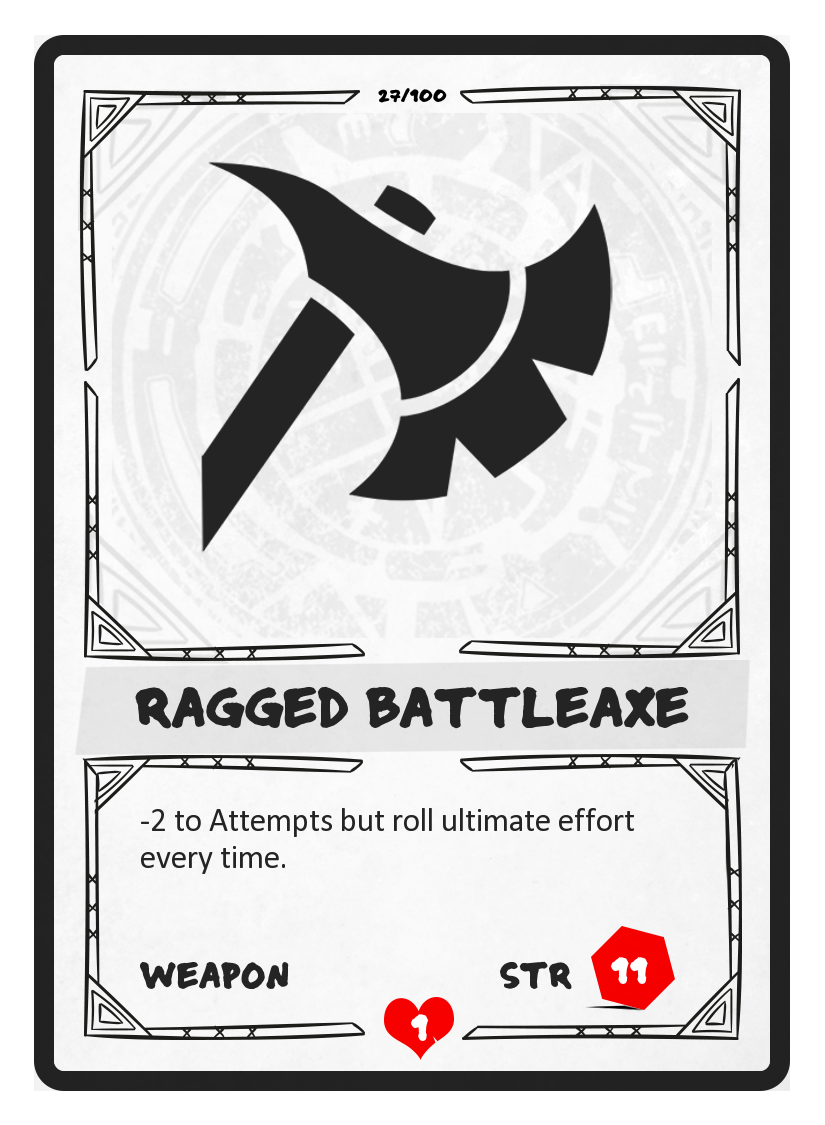 27/100
RAGGED BATTLEAXE
-2 to Attempts but roll ultimate effort
every time.
WEAPON
STR 11
1